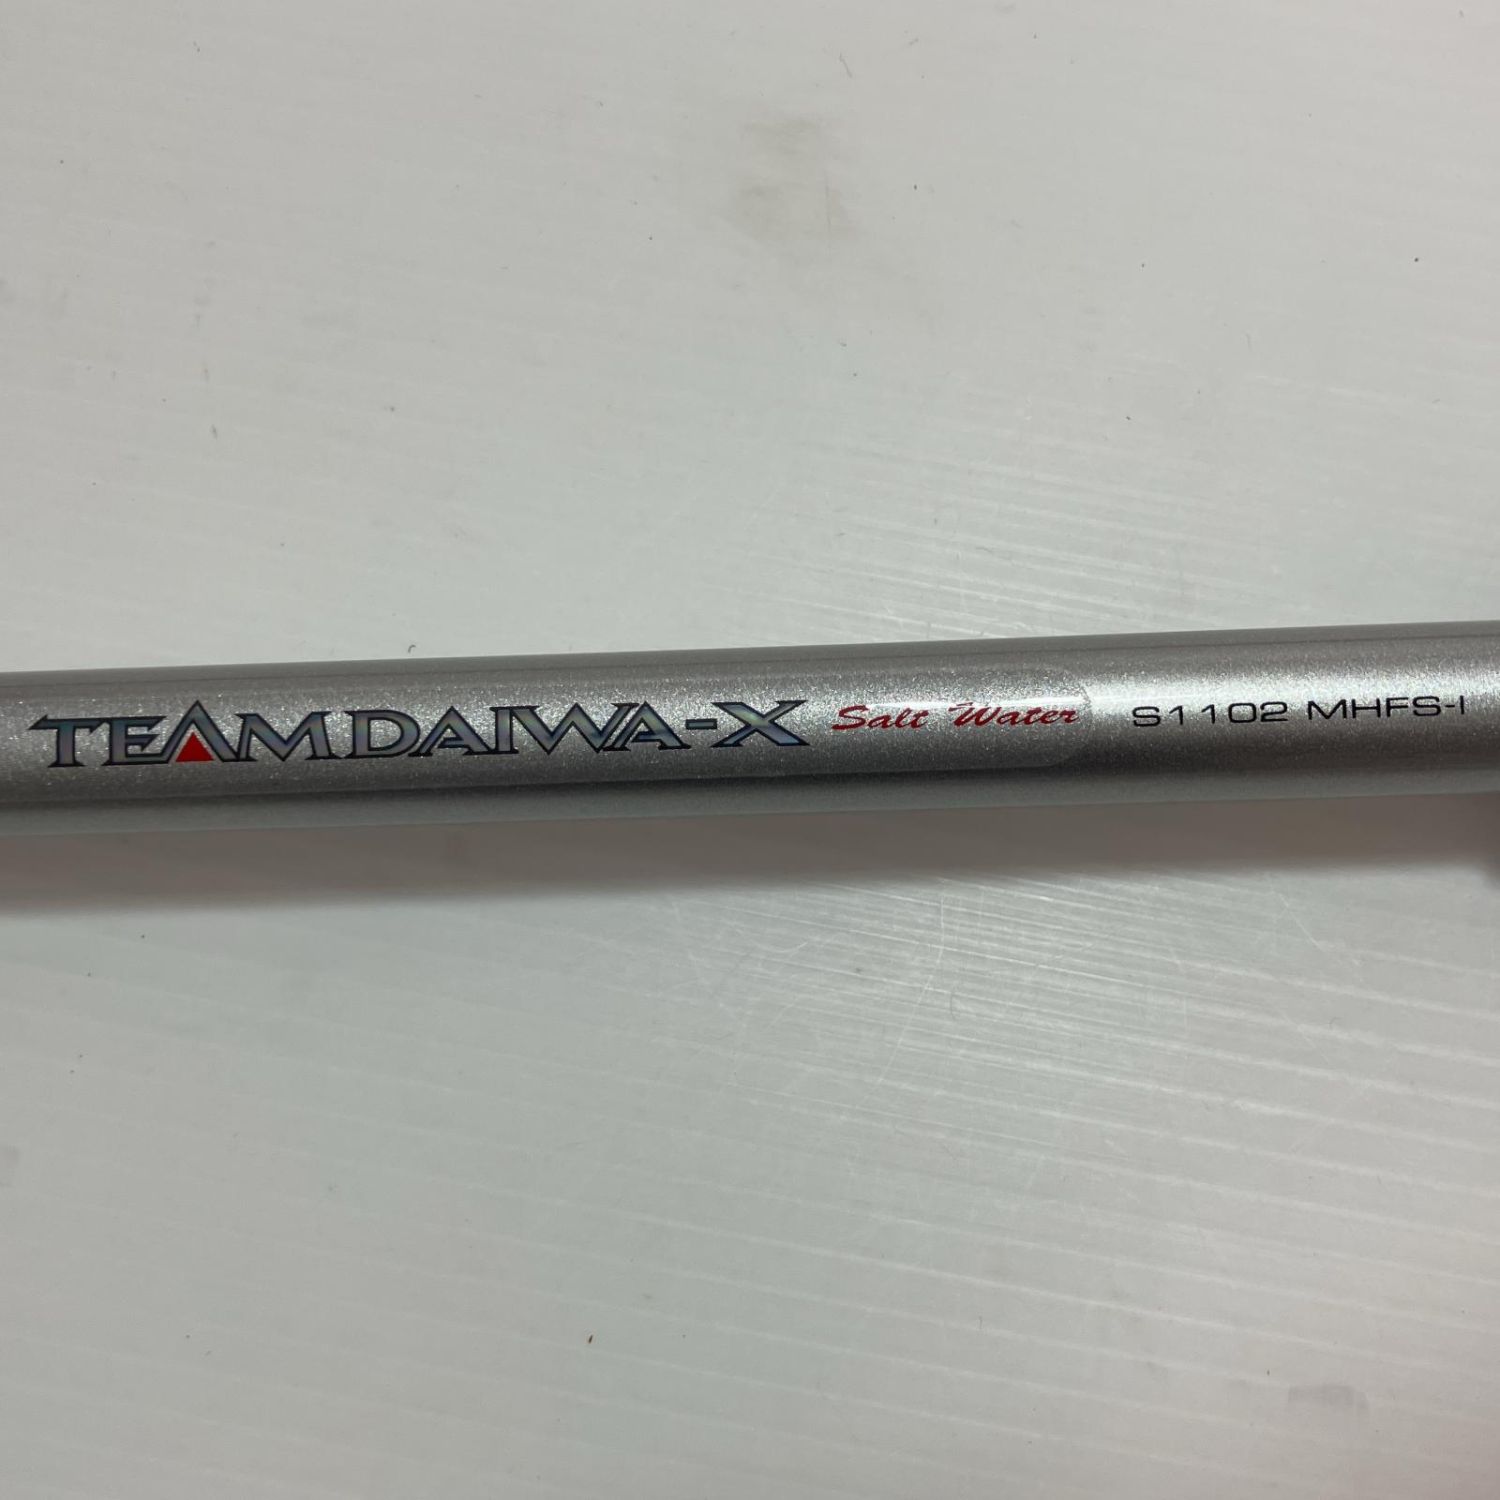 TEAMDAIWA-X Salt Water S1102 MHFS-I